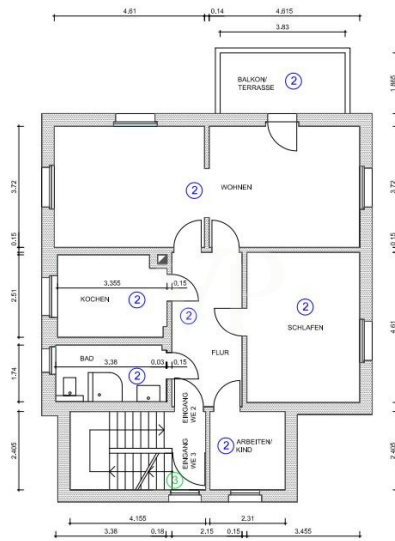 4.61 0.14 4.615
3.83
BALKON/
TERRASSE
2
1.865
3.72
WOHNEN
2
3.72
0.15
0.15
3.355 0.15
KOCHEN
2
2
2
SCHLAFEN
2.51
4.61
FLUR
BAD
3.38 0.03 0.15
2
1.74
EINGANG
WE 2
EINGANG
WE 3
2
ARBEITEN/
KIND
3
2.405
2.405
0.15
4.155 2.31
3.38 0.18 2.15 0.15 3.455